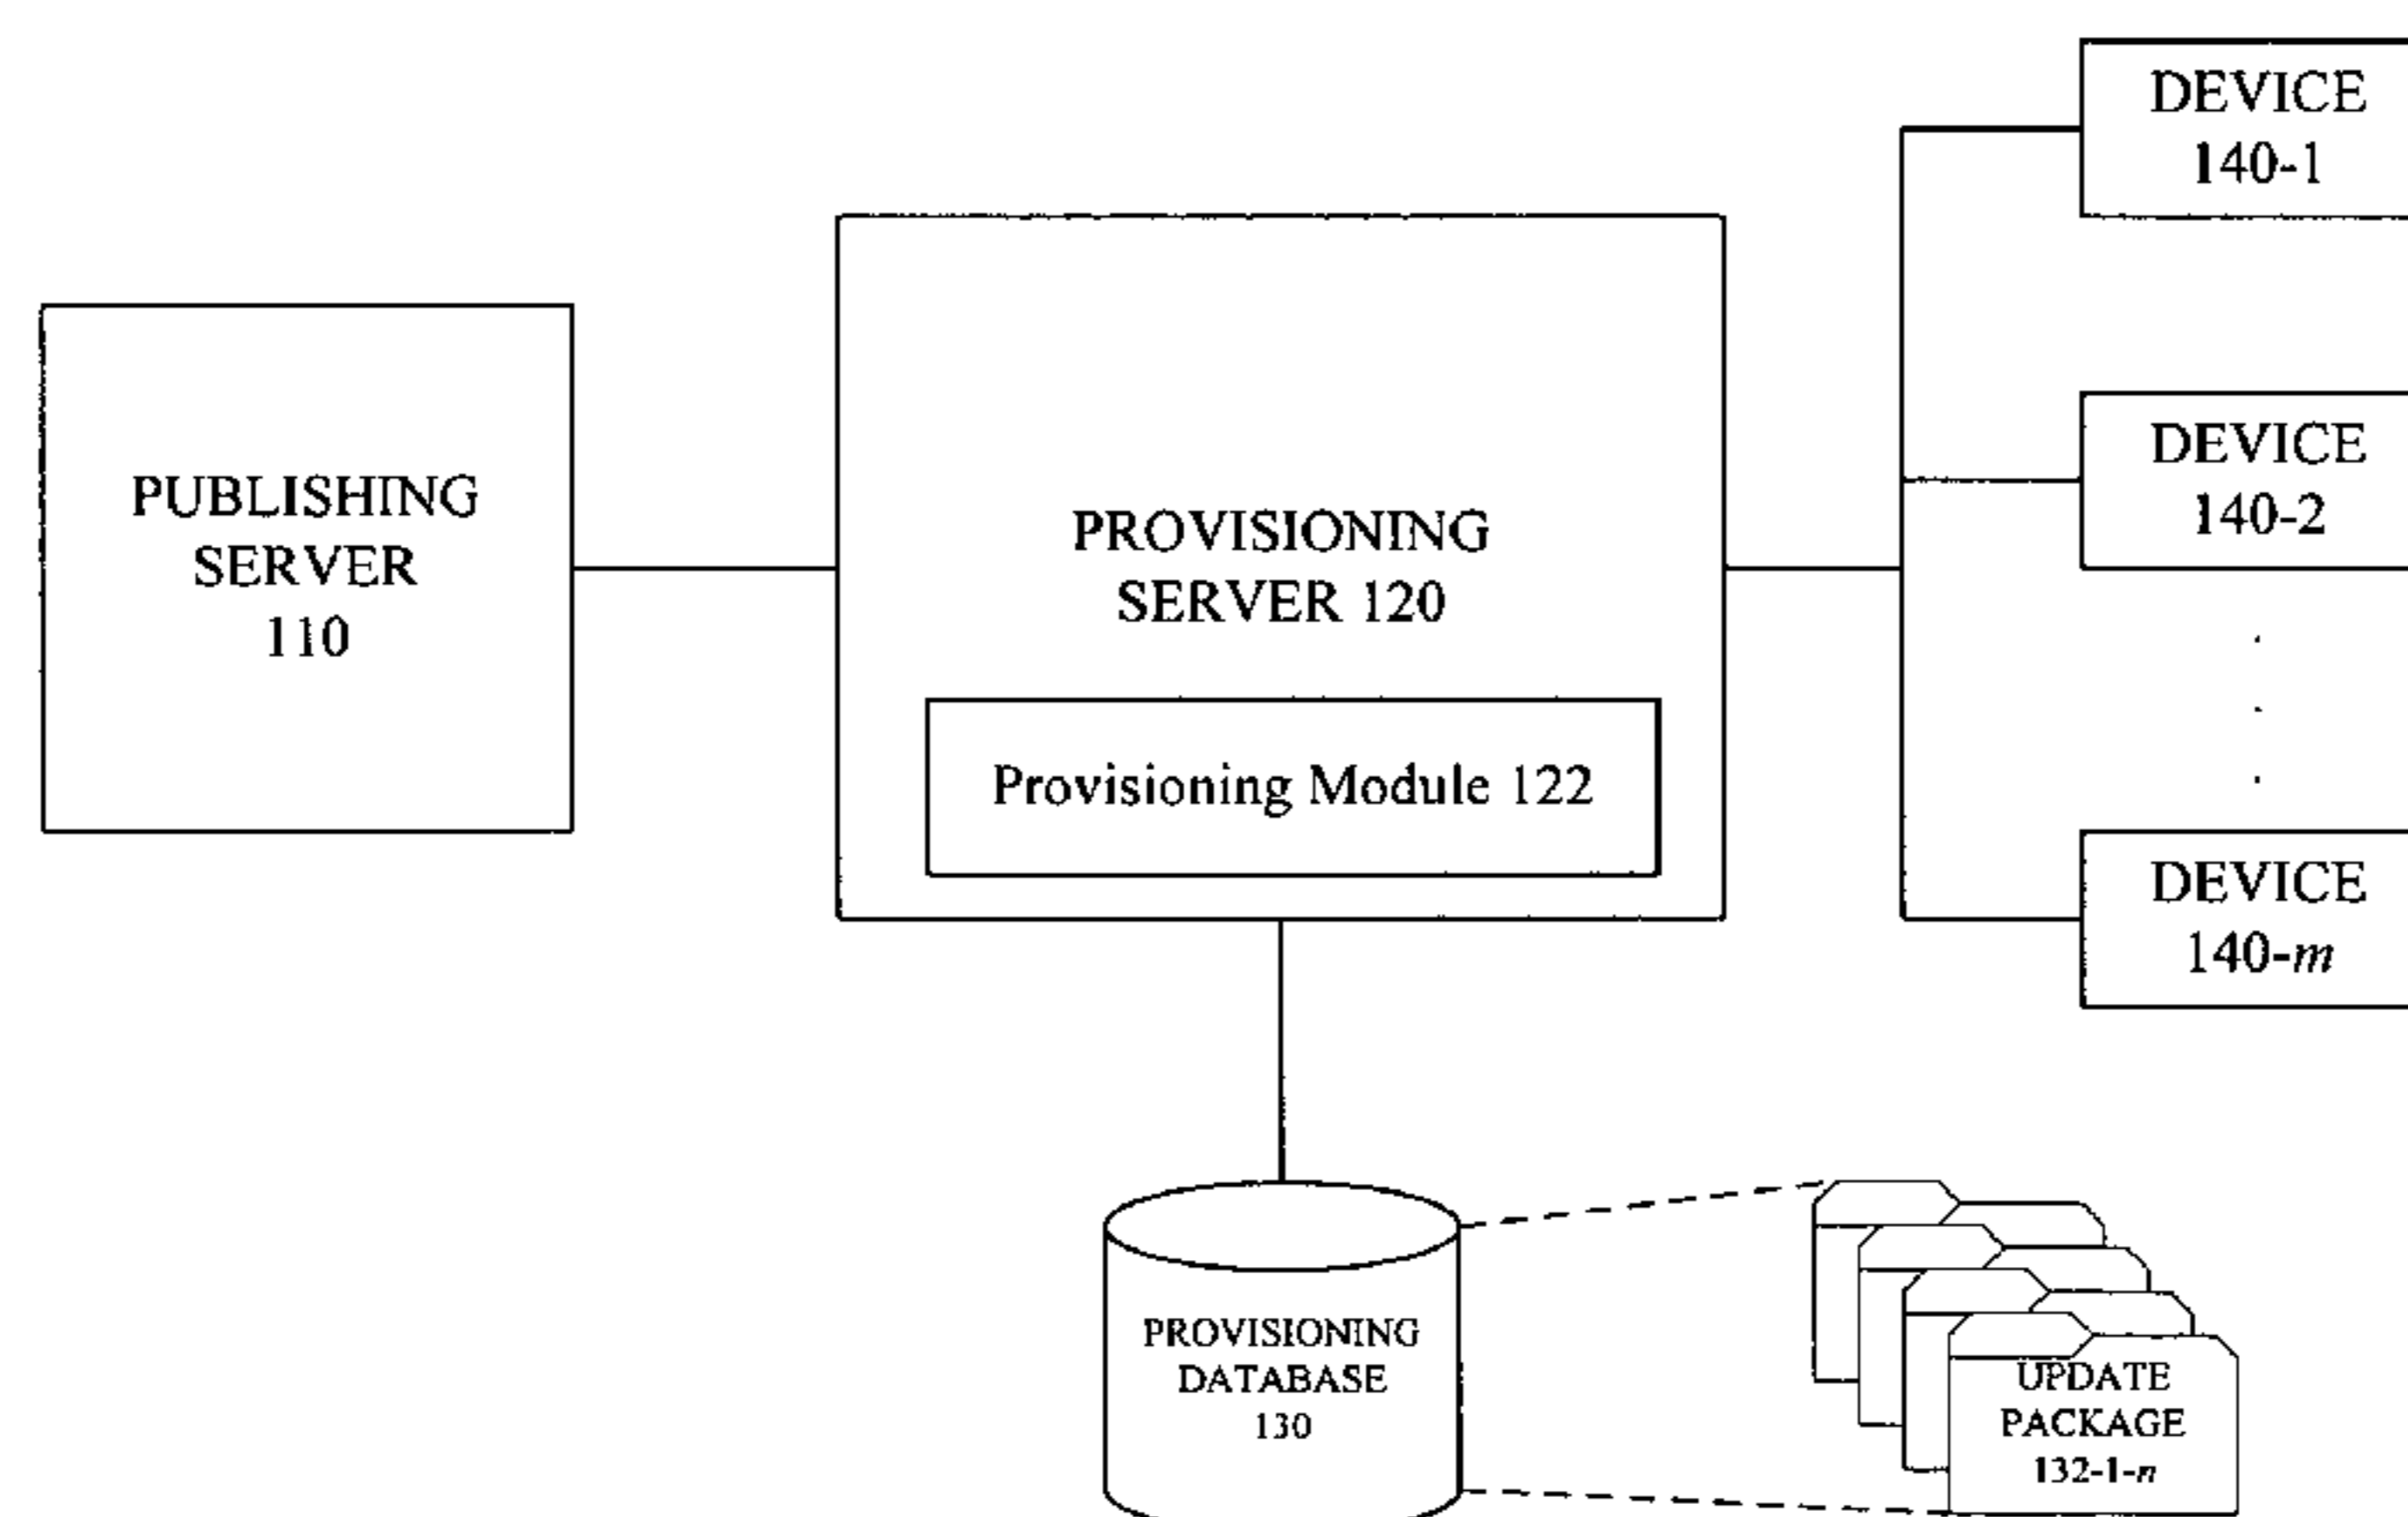 PUBLISHING
SERVER
110
PROVISIONING
SERVER 120
Provisioning Module 122
DEVICE
140-1
DEVICE
140-2
.
.
.
DEVICE
140-m
PROVISIONING
DATABASE
130
UPDATE
PACKAGE
132-1-n